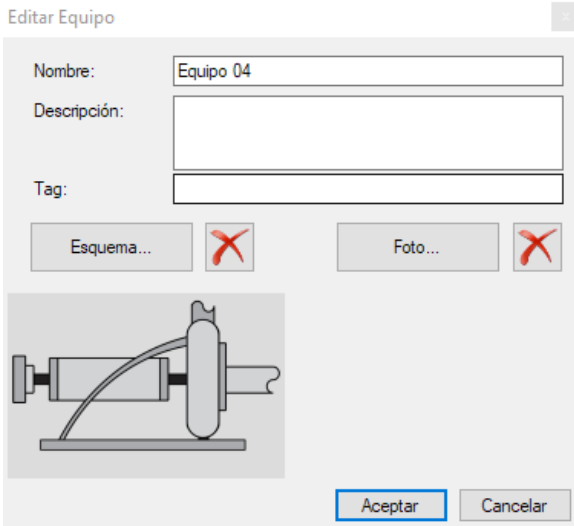 Editar Equipo
x
Nombre:
Equipo 04
Descripción:
Tag:
Esquema...
Foto...
Aceptar
Cancelar